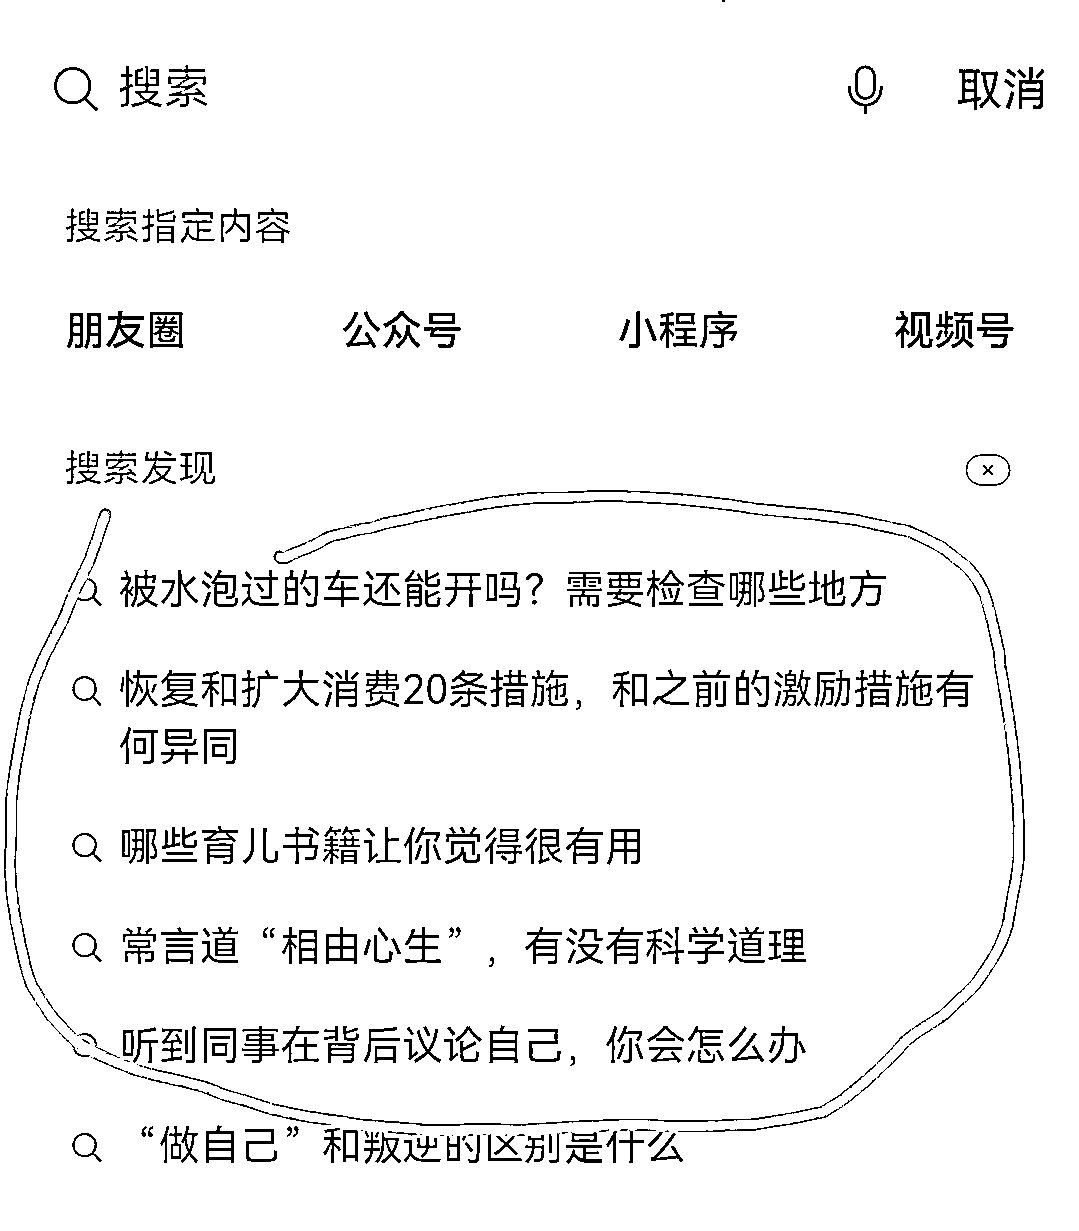 搜索 取消
搜索指定内容
朋友圈 公众号 小程序 视频号
搜索发现
被水泡过的车还能开吗？需要检查哪些地方
恢复和扩大消费20条措施，和之前的激励措施有
何异同
哪些育儿书籍让你觉得很有用
常言道“相由心生”，有没有科学道理
听到同事在背后议论自己，你会怎么办
“做自己”和叛逆的区别是什么